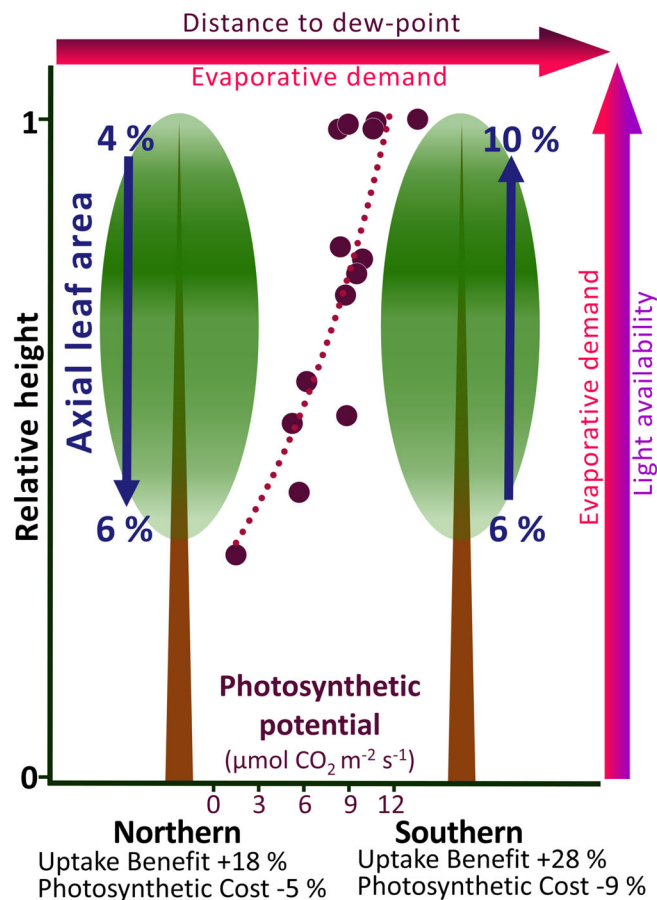 Distance to dew-point
Evaporative demand
1
4 %
10 %
Axial leaf area
Relative height
Evaporative demand
Light availability
6 %
6 %
Photosynthetic
potential
(μmol CO₂ m⁻² s⁻¹)
0
0 3 6 9 12
Northern
Uptake Benefit +18 %
Photosynthetic Cost -5 %
Southern
Uptake Benefit +28 %
Photosynthetic Cost -9 %